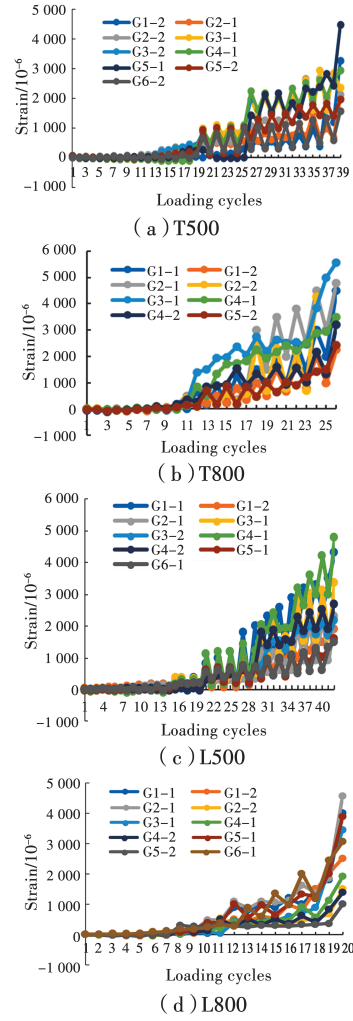 5 000
4 000
3 000
2 000
1 000
0
−1 000
Strain/10⁻⁶
G1-2 G2-1
G2-2 G3-1
G3-2 G4-1
G5-1 G5-2
G6-2
1 3 5 7 9 11 13 15 17 19 21 23 25 27 29 31 33 35 37 39
Loading cycles
(a) T500
6 000
5 000
4 000
3 000
2 000
1 000
0
−1 000
Strain/10⁻⁶
G1-1 G1-2
G2-1 G2-2
G3-1 G4-1
G4-2 G5-2
1 3 5 7 9 11 13 15 17 19 21 23 25
Loading cycles
(b) T800
6 000
5 000
4 000
3 000
2 000
1 000
0
−1 000
Strain/10⁻⁶
G1-1 G1-2
G2-1 G3-1
G3-2 G4-1
G4-2 G5-1
G6-1
1 4 7 10 13 16 19 22 25 28 31 34 37 40
Loading cycles
(c) L500
5 000
4 000
3 000
2 000
1 000
0
−1 000
Strain/10⁻⁶
G1-1 G1-2
G2-1 G2-2
G3-1 G4-1
G4-2 G5-1
G5-2 G6-1
1 2 3 4 5 6 7 8 9 10 11 12 13 14 15 16 17 18 19 20
Loading cycles
(d) L800